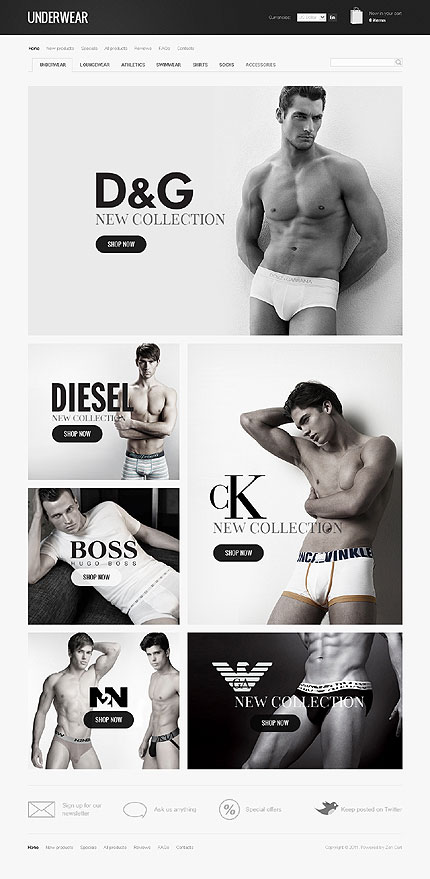 UNDERWEAR
Currencies:
Now in your cart
0 items
Home New products Specials All products Reviews FAQs Contacts
UNDERWEAR LOUNGEWEAR ATHLETICS SWIMWEAR SHIRTS SOCKS ACCESSORIES
D&G
NEW COLLECTION
SHOP NOW
DIESEL
NEW COLLECTION
SHOP NOW
cK
NEW COLLECTION
SHOP NOW
BOSS
HUGO BOSS
SHOP NOW
N2N
SHOP NOW
GA
NEW COLLECTION
SHOP NOW
Sign up for our
newsletter
Ask us anything
Special offers
Keep posted on Twitter
Home New products Specials All products Reviews FAQs Contacts
Copyright © 2011. Powered by Zen Cart